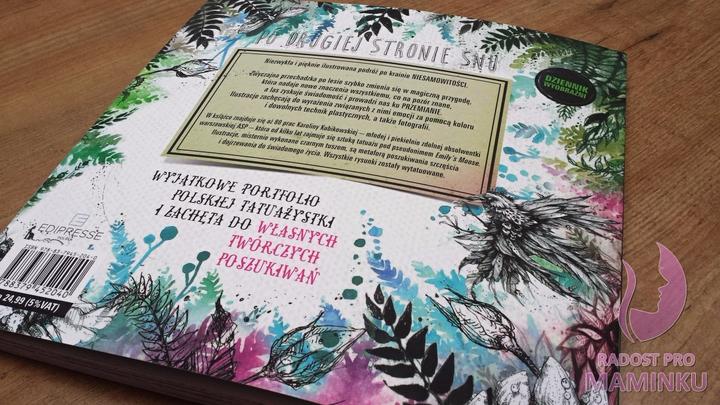 PO DRUGIEJ STRONIE SNU
Niezwykła i pięknie ilustrowana podróż po krainie NIESAMOWITOŚCI.
Zwyczajna przechadzka po lesie szybko zmienia się w magiczną przygodę,
która nadaje nowe znaczenia wszystkiemu, co na pozór znane,
a las zyskuje świadomość i prowadzi nas ku PRZEMIANIE.
Ilustracje zachęcają do wyrażenia związanych z nimi emocji za pomocą koloru
i dowolnych technik plastycznych, a także fotografii.
W książce znajduje się aż 80 prac Karoliny Kubikowskiej – młodej i piekielnie zdolnej absolwentki
warszawskiej ASP – która od kilku lat zajmuje się sztuką tatuażu pod pseudonimem Emily's Moose.
Ilustracje, misternie wykonane czarnym tuszem, są metaforą poszukiwania szczęścia
i dojrzewania do świadomego życia. Wszystkie rysunki zostały wytatuowane.
DZIENNIK
WYOBRAŹNI
WYJĄTKOWE PORTFOLIO
POLSKIEJ TATUAŻYSTKI
I ZACHĘTA DO WŁASNYCH
TWÓRCZYCH
POSZUKIWAŃ
EDIPRESSE
24,99 (5%VAT)
RADOST PRO
MAMINKU